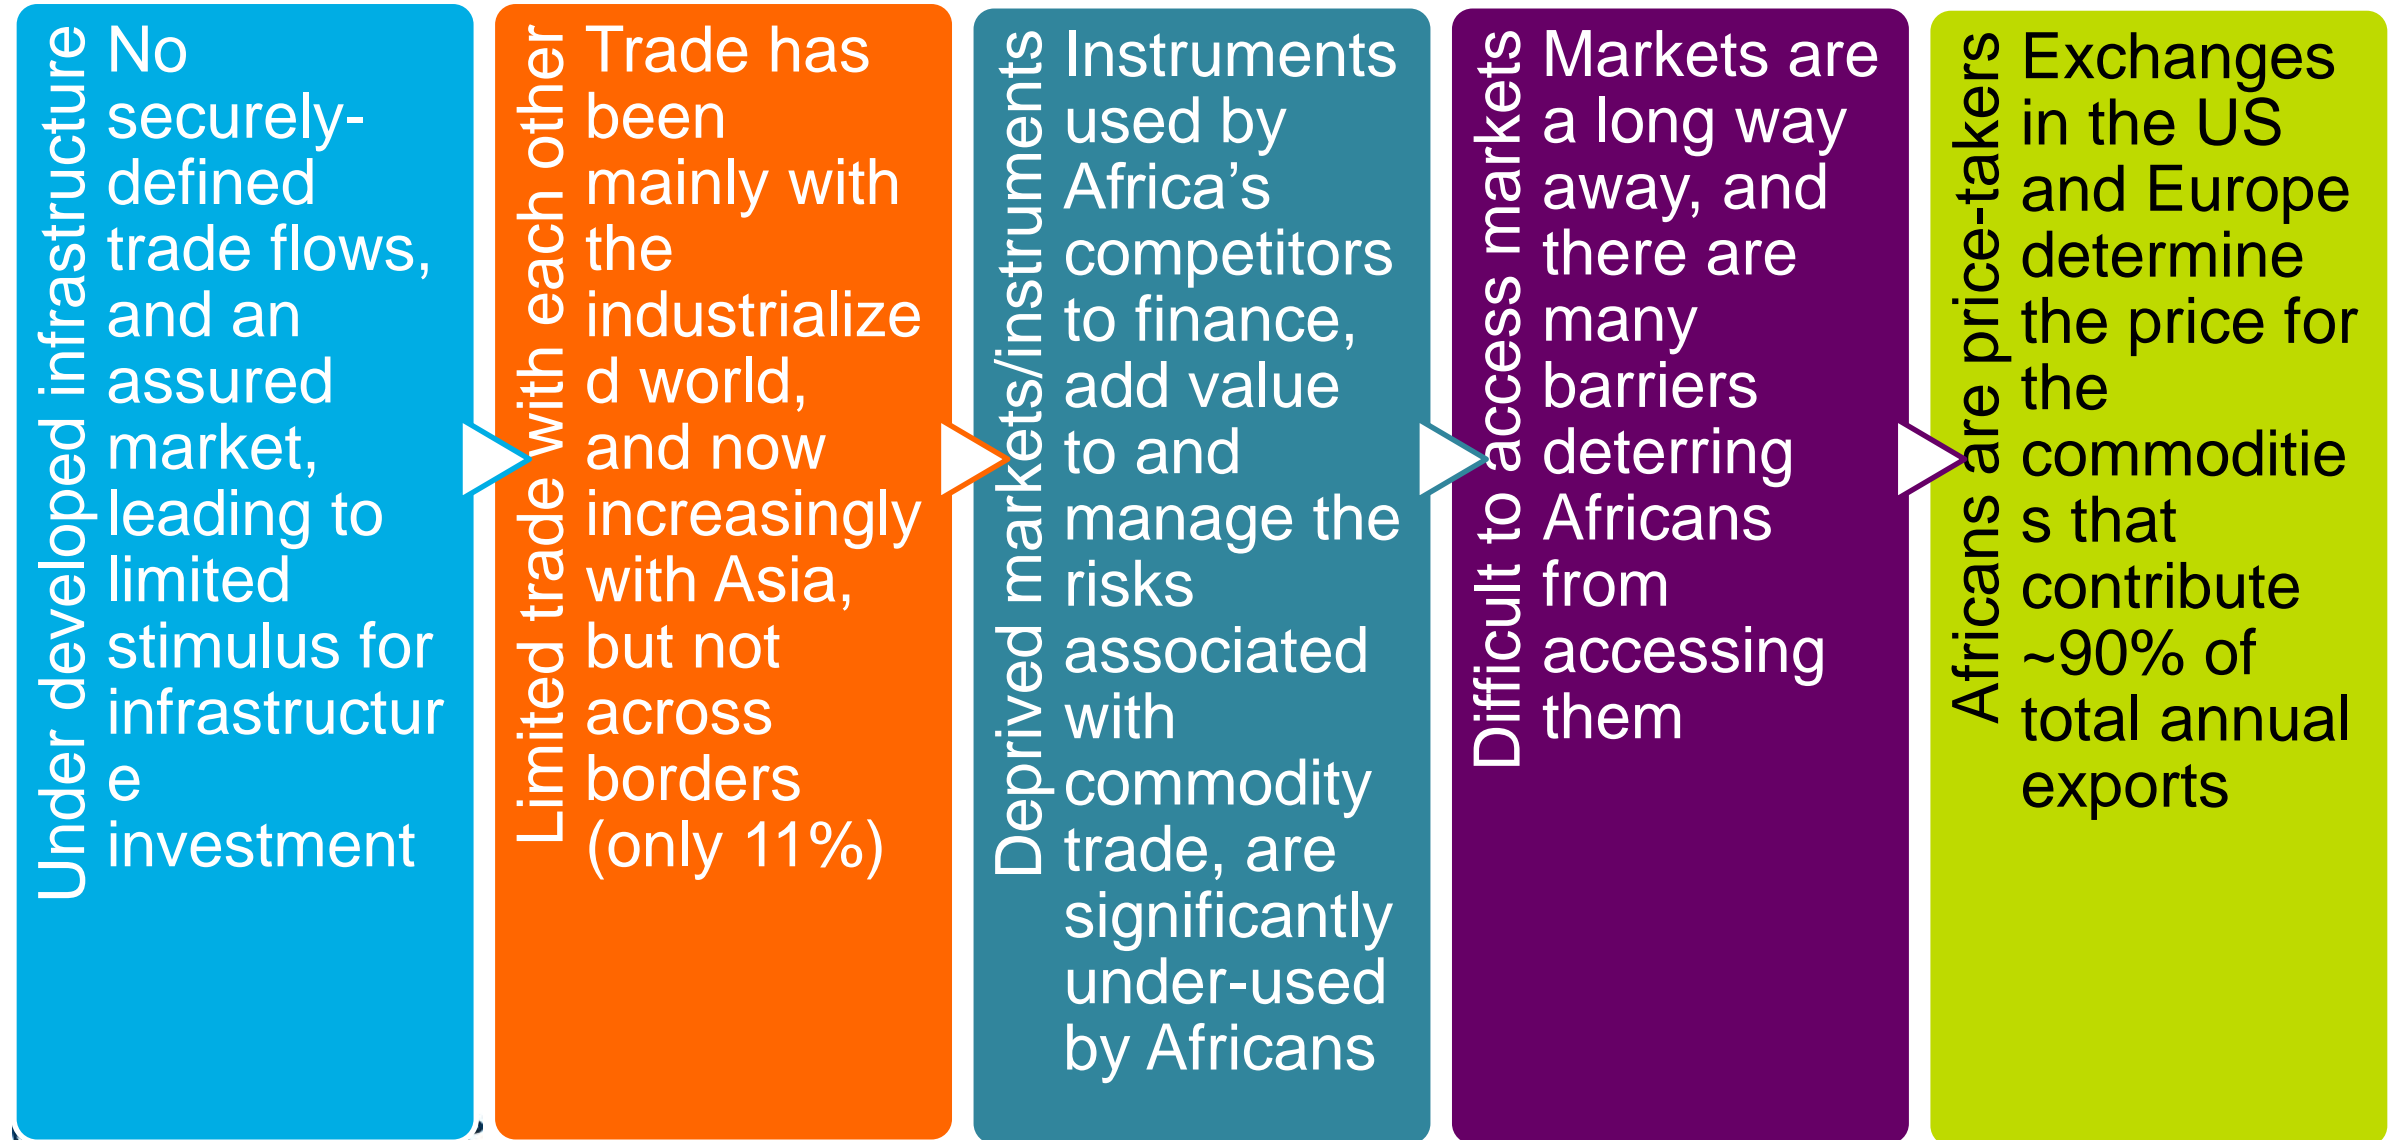 Under developed infrastructure
No
securely-
defined
trade flows,
and an
assured
market,
leading to
limited
stimulus for
infrastructur
e
investment
Limited trade with each other
Trade has
been
mainly with
the
industrialize
d world,
and now
increasingly
with Asia,
but not
across
borders
(only 11%)
Deprived markets/instruments
Instruments
used by
Africa’s
competitors
to finance,
add value
to and
manage the
risks
associated
with
commodity
trade, are
significantly
under-used
by Africans
Difficult to access markets
Markets are
a long way
away, and
there are
many
barriers
deterring
Africans
from
accessing
them
Africans are price-takers
Exchanges
in the US
and Europe
determine
the price for
the
commoditie
s that
contribute
~90% of
total annual
exports